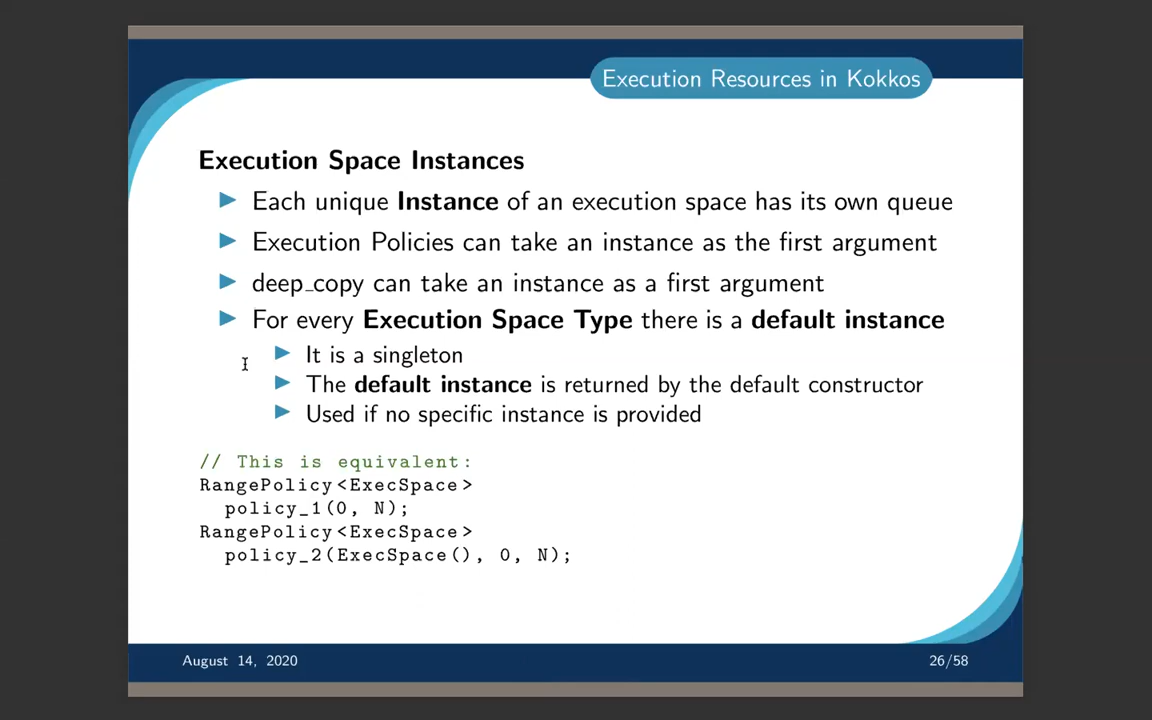 Execution Resources in Kokkos
Execution Space Instances
Each unique Instance of an execution space has its own queue
Execution Policies can take an instance as the first argument
deep_copy can take an instance as a first argument
For every Execution Space Type there is a default instance
It is a singleton
The default instance is returned by the default constructor
Used if no specific instance is provided
// This is equivalent:
RangePolicy<ExecSpace>
policy_1(0, N);
RangePolicy<ExecSpace>
policy_2(ExecSpace(), 0, N);
August 14, 2020
26/58